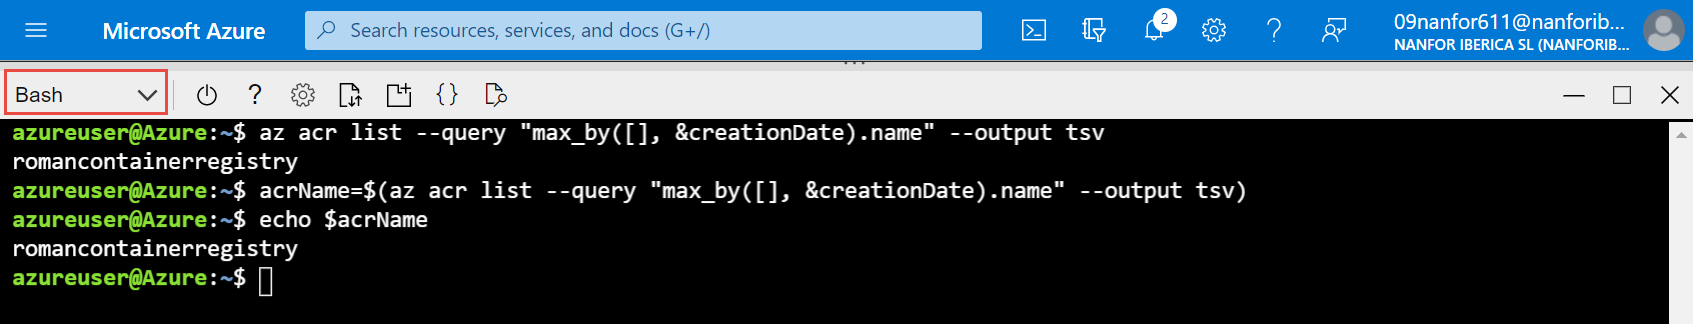 Microsoft Azure
Search resources, services, and docs (G+/)
2
09nanfor611@nanforib...
NANFOR IBERICA SL (NANFORIB...
Bash
azureuser@Azure:~$ az acr list --query "max_by([], &creationDate).name" --output tsv
romancontainerregistry
azureuser@Azure:~$ acrName=$(az acr list --query "max_by([], &creationDate).name" --output tsv)
azureuser@Azure:~$ echo $acrName
romancontainerregistry
azureuser@Azure:~$